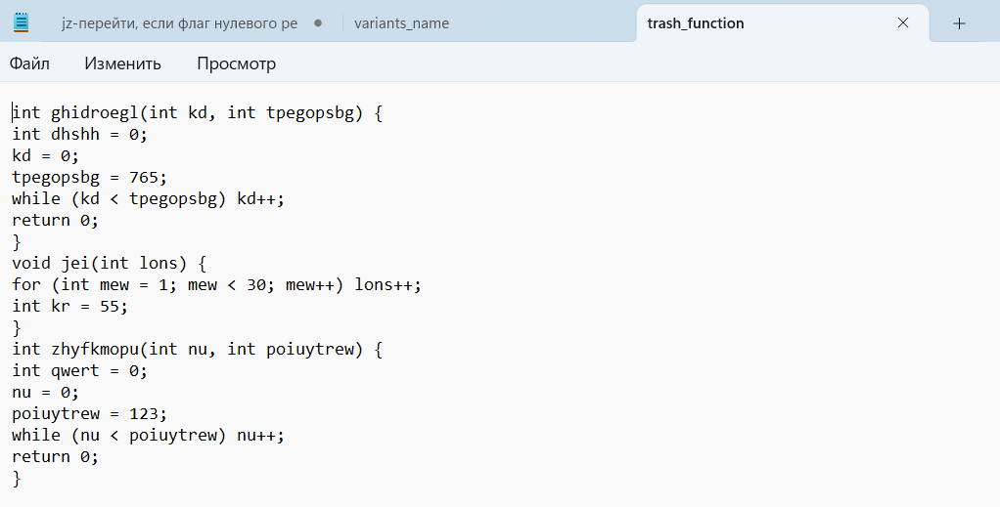 jz-перейти, если флаг нулевого ре
variants_name
trash_function
Файл
Изменить
Просмотр
int ghidroegl(int kd, int tpegopsbg) {
int dhshh = 0;
kd = 0;
tpegopsbg = 765;
while (kd < tpegopsbg) kd++;
return 0;
}
void jei(int lons) {
for (int mew = 1; mew < 30; mew++) lons++;
int kr = 55;
}
int zhyfkmopu(int nu, int poiuytrew) {
int qwert = 0;
nu = 0;
poiuytrew = 123;
while (nu < poiuytrew) nu++;
return 0;
}